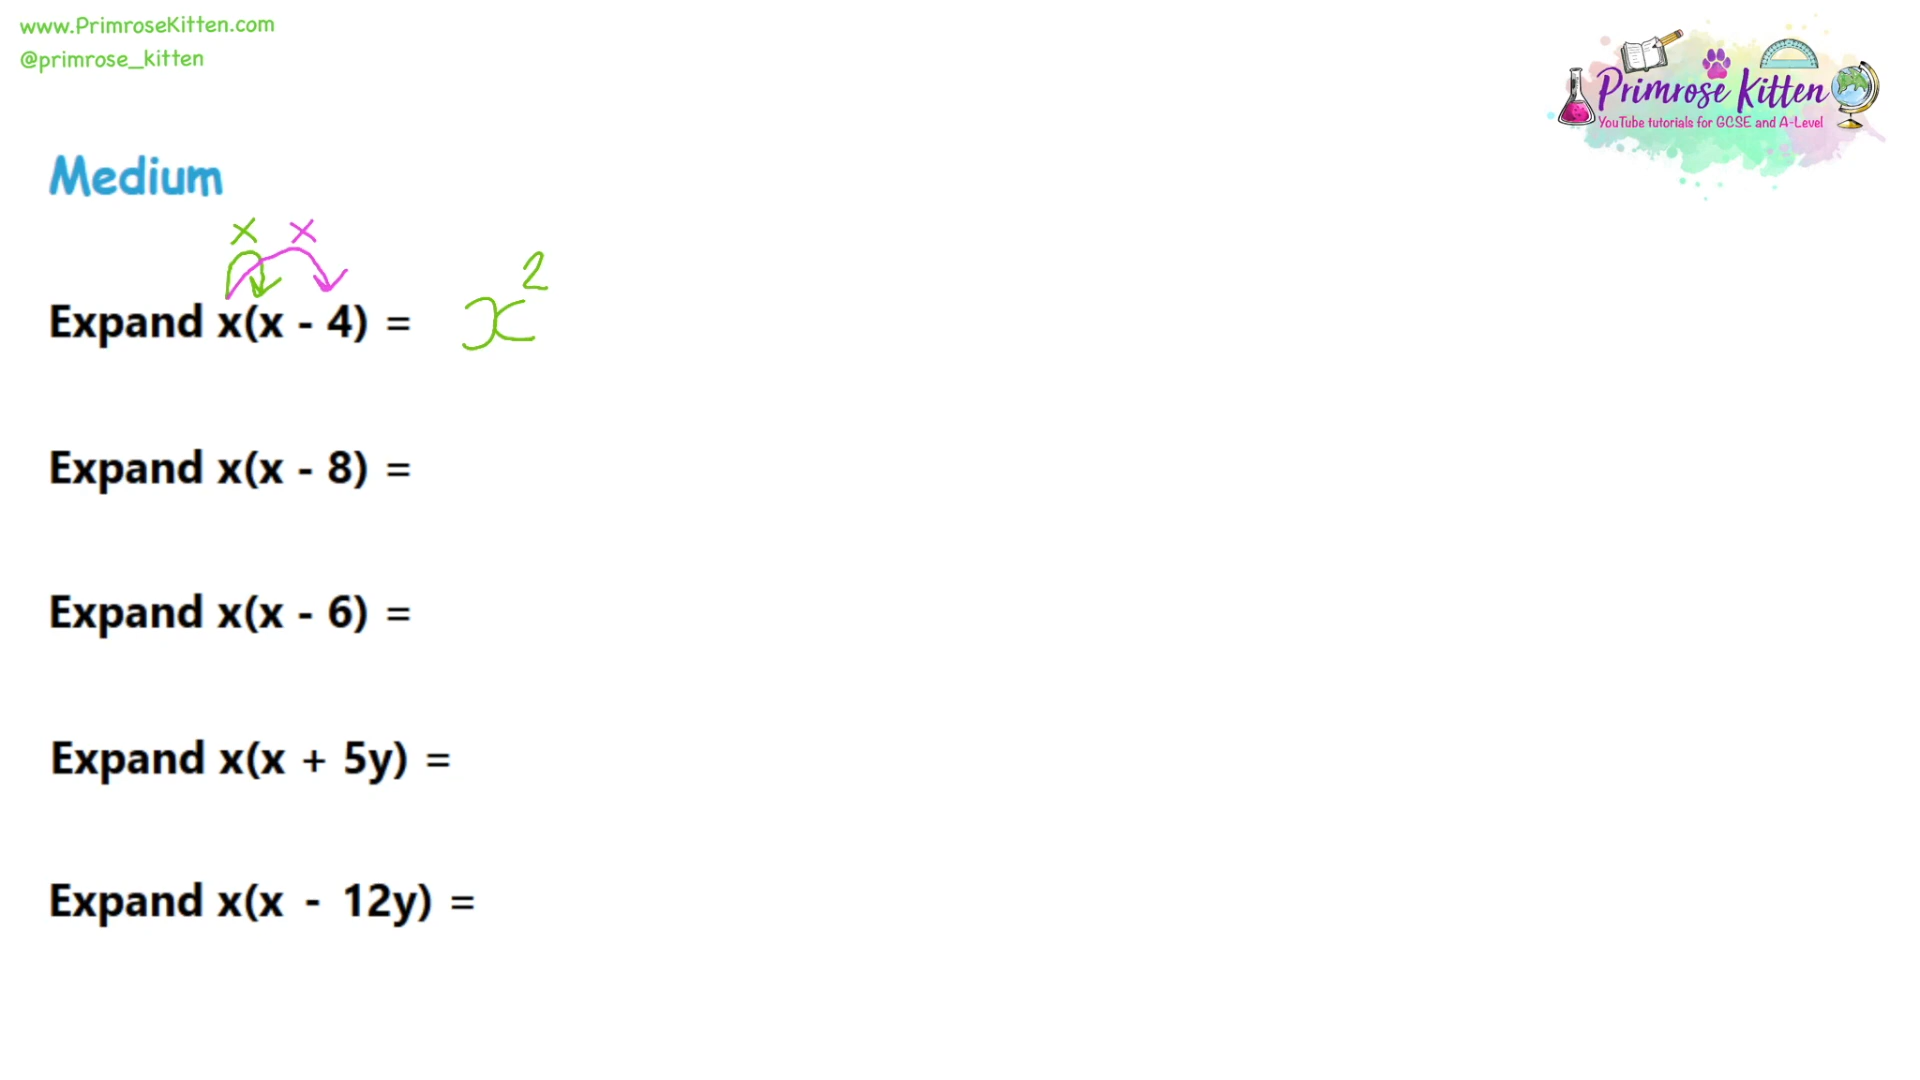 www.PrimroseKitten.com
@primrose_kitten
Primrose Kitten
YouTube tutorials for GCSE and A-Level
Medium
× ×
Expand x(x - 4) = x²
Expand x(x - 8) =
Expand x(x - 6) =
Expand x(x + 5y) =
Expand x(x - 12y) =